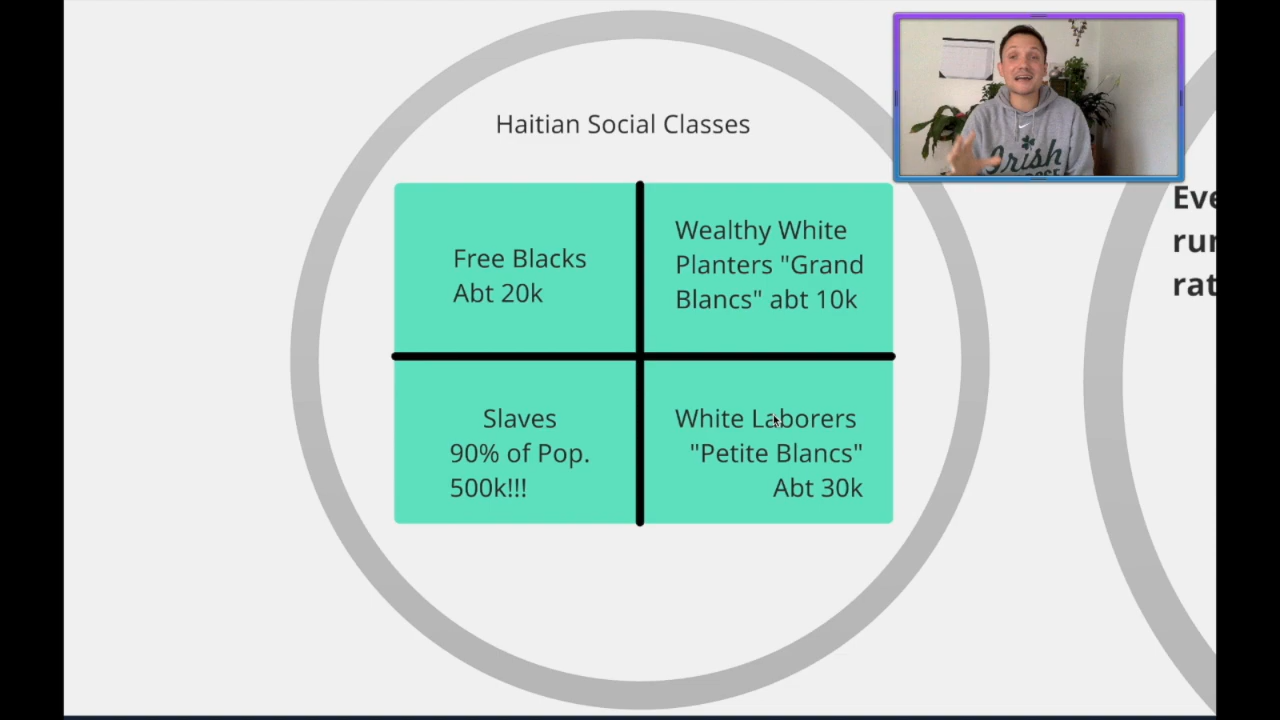 Haitian Social Classes
Free Blacks
Abt 20k
Wealthy White
Planters "Grand
Blancs" abt 10k
Slaves
90% of Pop.
500k!!!
White Laborers
"Petite Blancs"
Abt 30k
Irish